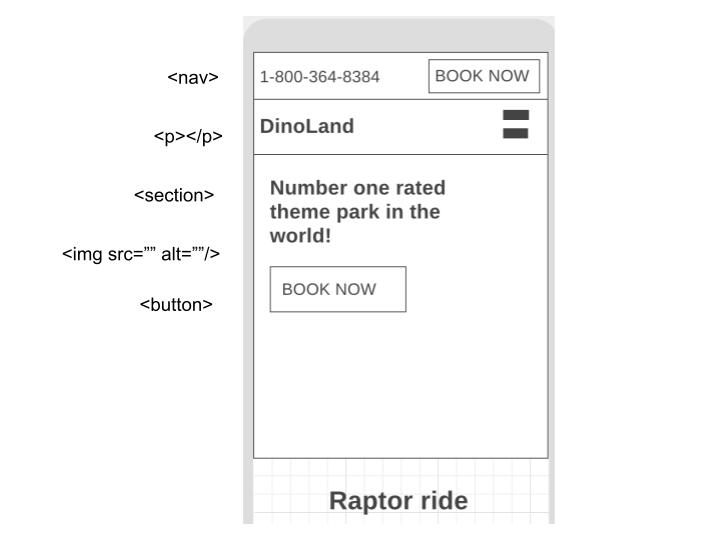 <nav>
1-800-364-8384
BOOK NOW
<p></p>
DinoLand
<section>
Number one rated
theme park in the
world!
<img src=”” alt=””/>
<button>
BOOK NOW
Raptor ride